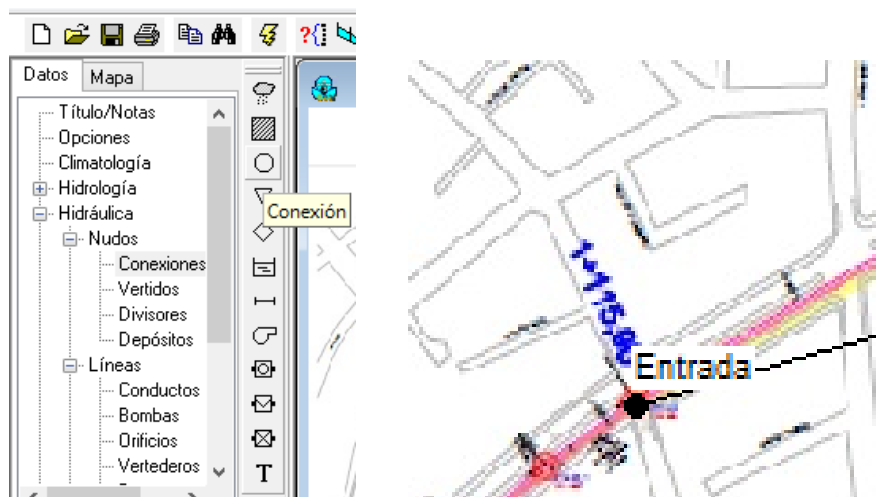 Datos Mapa
Título/Notas
Opciones
Climatología
Hidrología
Hidráulica
Nudos
Conexiones
Vertidos
Divisores
Depósitos
Líneas
Conductos
Bombas
Orificios
Vertederos
T
Conexión
Entrada